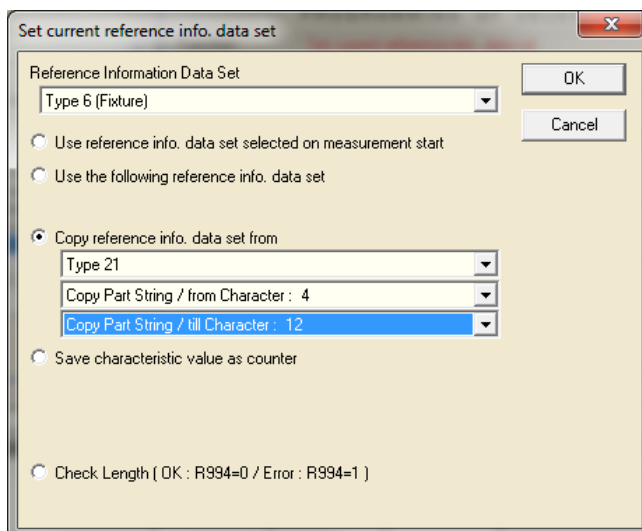 Set current reference info. data set
Reference Information Data Set
OK
Type 6 (Fixture)
Cancel
Use reference info. data set selected on measurement start
Use the following reference info. data set
Copy reference info. data set from
Type 21
Copy Part String / from Character : 4
Copy Part String / till Character : 12
Save characteristic value as counter
Check Length ( OK : R994=0 / Error : R994=1 )